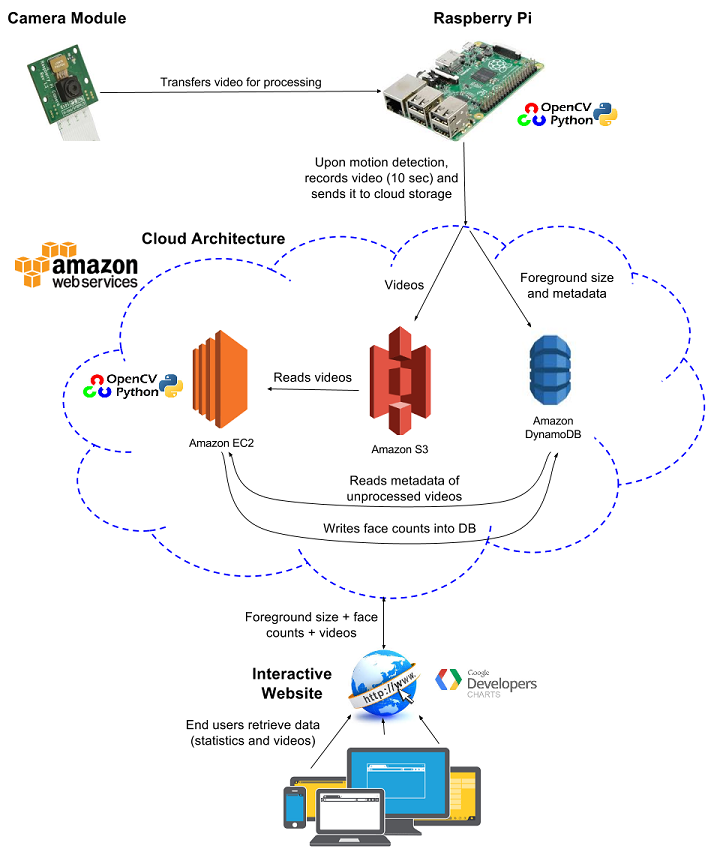 Camera Module
Raspberry Pi
Transfers video for processing
OpenCV
Python
Upon motion detection,
records video (10 sec) and
sends it to cloud storage
Cloud Architecture
amazon
web services
Videos
Foreground size
and metadata
OpenCV
Python
Reads videos
Amazon EC2
Amazon S3
Amazon
DynamoDB
Reads metadata of
unprocessed videos
Writes face counts into DB
Foreground size + face
counts + videos
Interactive
Website
http://www.
Google
Developers
CHARTS
End users retrieve data
(statistics and videos)